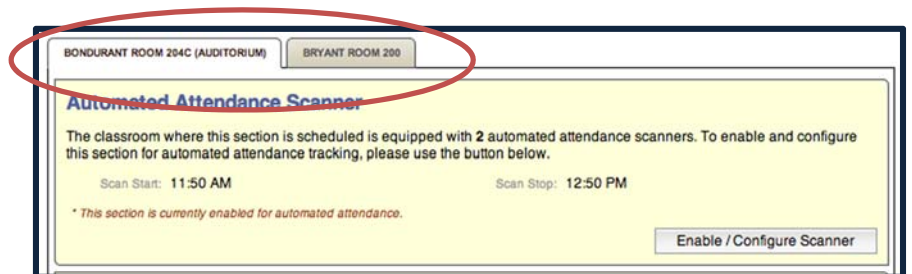 BONDURANT ROOM 204C (AUDITORIUM) BRYANT ROOM 200
Automated Attendance Scanner
The classroom where this section is scheduled is equipped with 2 automated attendance scanners. To enable and configure
this section for automated attendance tracking, please use the button below.
Scan Start: 11:50 AM Scan Stop: 12:50 PM
* This section is currently enabled for automated attendance.
Enable / Configure Scanner